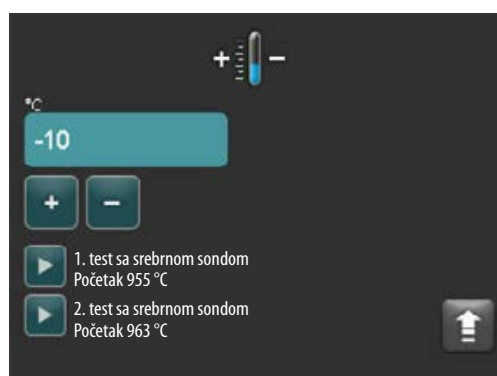 + −
°C
-10
+ −
1. test sa srebrnom sondom
Početak 955 °C
2. test sa srebrnom sondom
Početak 963 °C